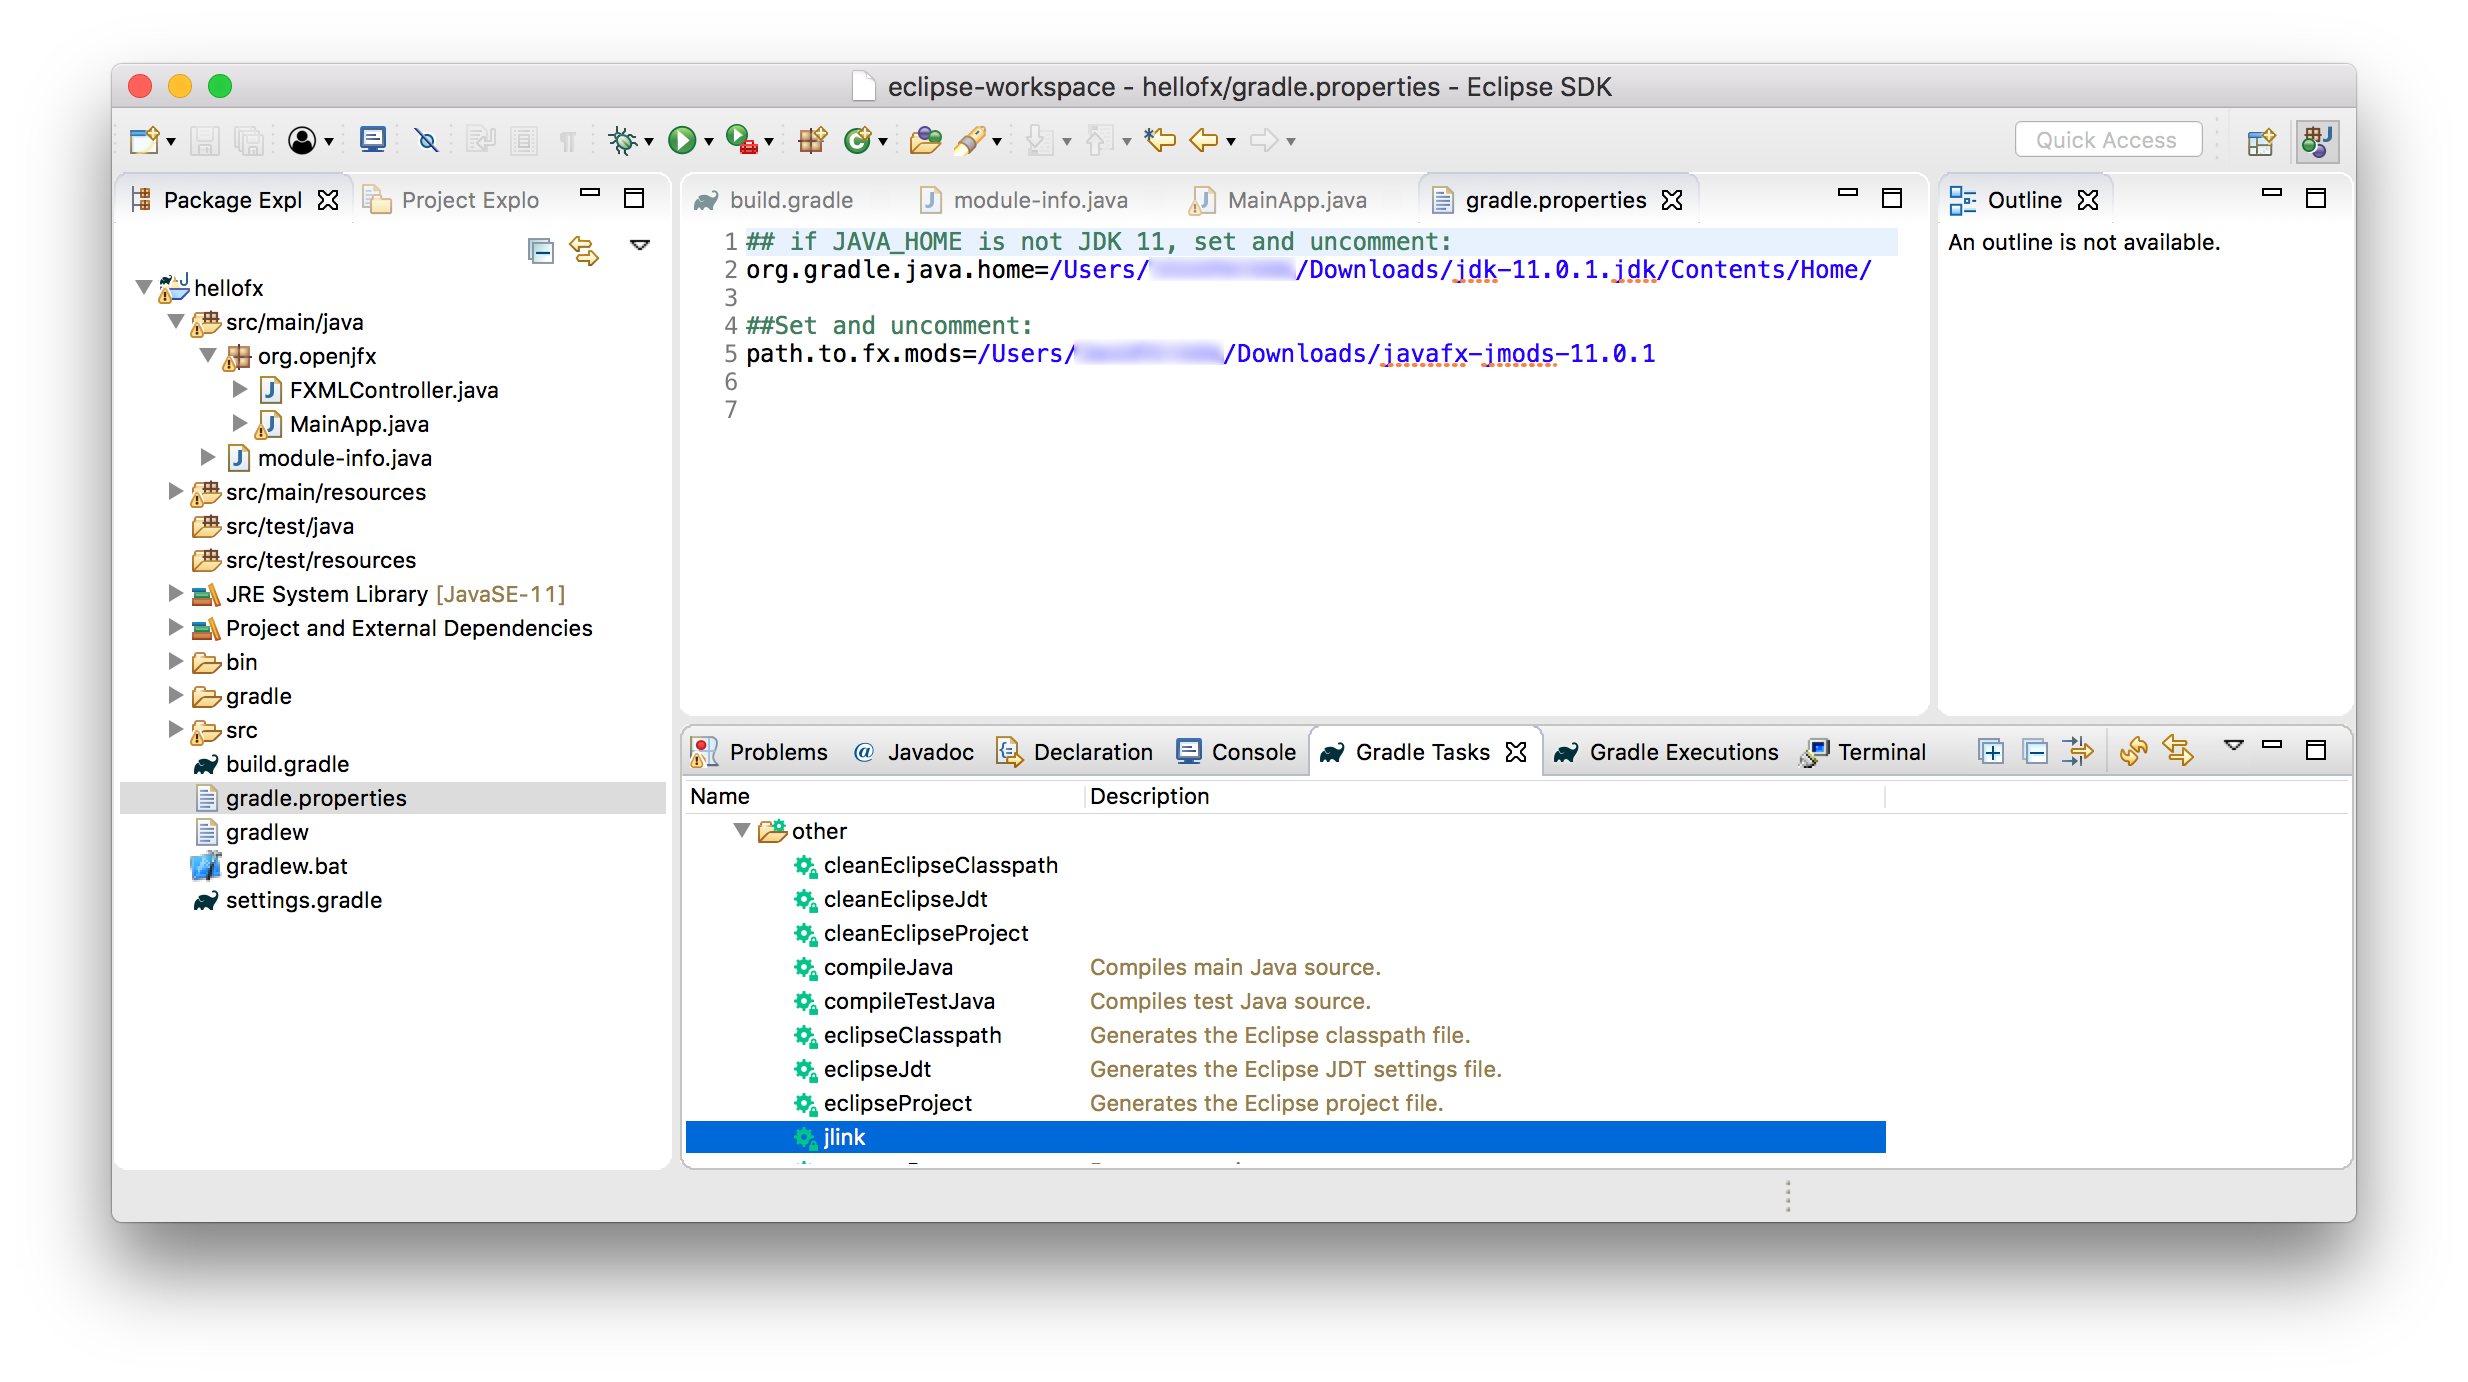 eclipse-workspace - hellofx/gradle.properties - Eclipse SDK
Quick Access
Package Expl
Project Explo
hellofx
src/main/java
org.openjfx
FXMLController.java
MainApp.java
module-info.java
src/main/resources
src/test/java
src/test/resources
JRE System Library [JavaSE-11]
Project and External Dependencies
bin
gradle
src
build.gradle
gradle.properties
gradlew
gradlew.bat
settings.gradle
build.gradle
module-info.java
MainApp.java
gradle.properties
1 ## if JAVA_HOME is not JDK 11, set and uncomment:
2 org.gradle.java.home=/Users/ /Downloads/jdk-11.0.1.jdk/Contents/Home/
3
4 ##Set and uncomment:
5 path.to.fx.mods=/Users/ /Downloads/javafx-jmods-11.0.1
6
7
Outline
An outline is not available.
Problems
@ Javadoc
Declaration
Console
Gradle Tasks
Gradle Executions
Terminal
Name Description
other
cleanEclipseClasspath
cleanEclipseJdt
cleanEclipseProject
compileJava Compiles main Java source.
compileTestJava Compiles test Java source.
eclipseClasspath Generates the Eclipse classpath file.
eclipseJdt Generates the Eclipse JDT settings file.
eclipseProject Generates the Eclipse project file.
jlink